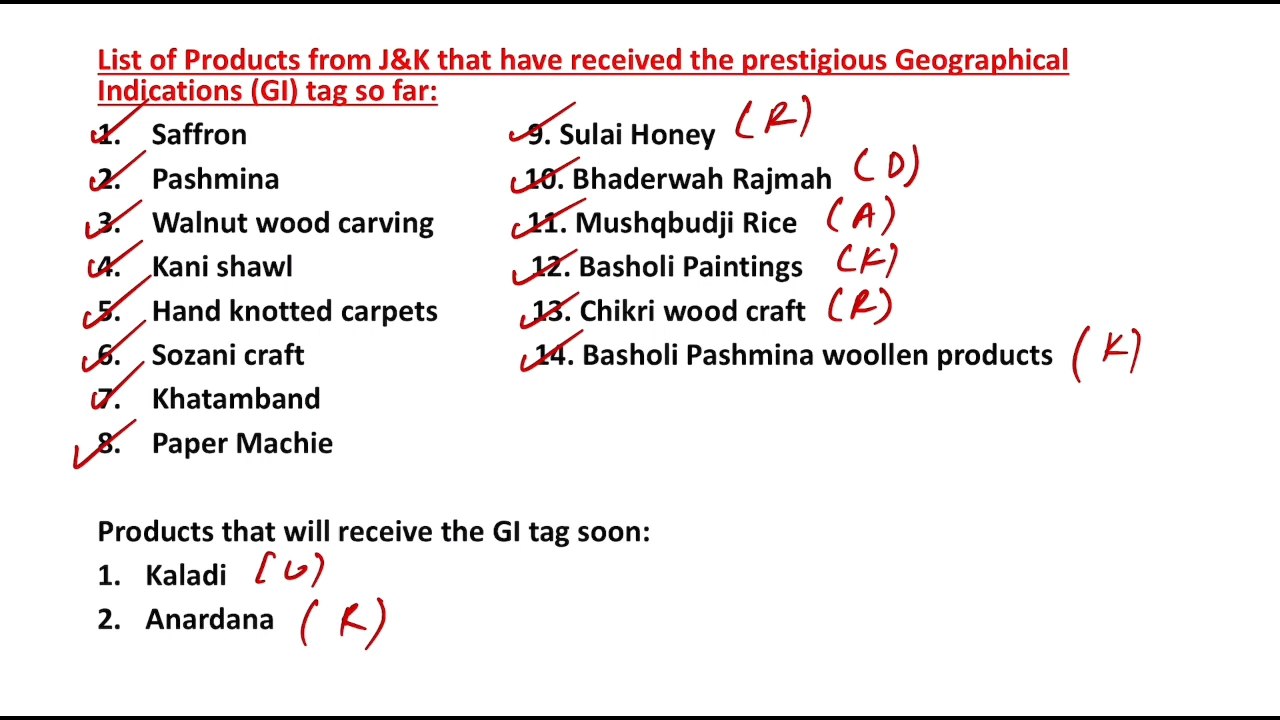 List of Products from J&K that have received the prestigious Geographical
Indications (GI) tag so far:
1. Saffron
2. Pashmina
3. Walnut wood carving
4. Kani shawl
5. Hand knotted carpets
6. Sozani craft
7. Khatamband
8. Paper Machie
9. Sulai Honey (R)
10. Bhaderwah Rajmah (D)
11. Mushqbudji Rice (A)
12. Basholi Paintings (K)
13. Chikri wood craft (R)
14. Basholi Pashmina woollen products (K)
Products that will receive the GI tag soon:
1. Kaladi
2. Anardana (R)